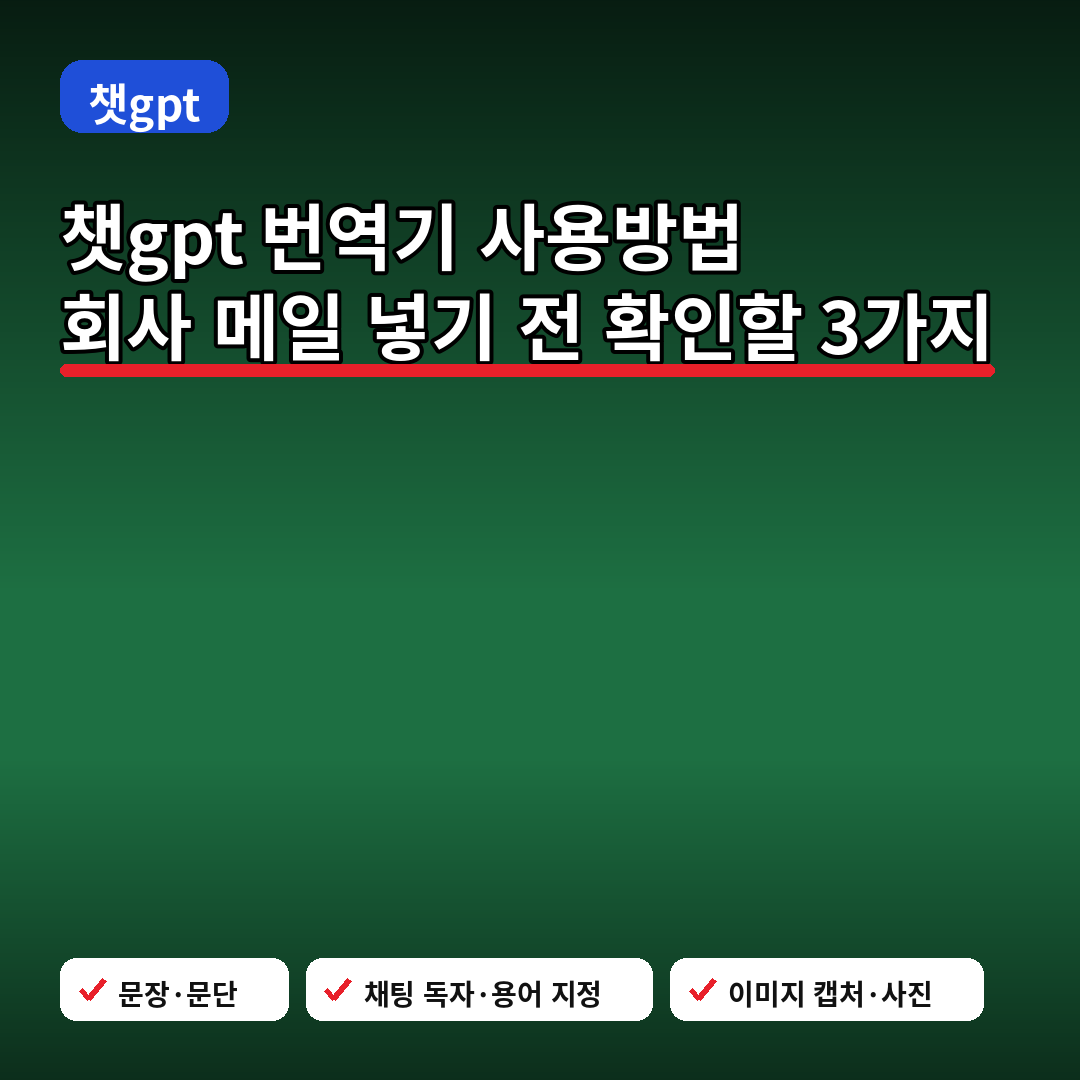 챗gpt
챗gpt 번역기 사용방법
회사 메일 넣기 전 확인할 3가지
문장·문단
채팅 독자·용어 지정
이미지 캡처·사진